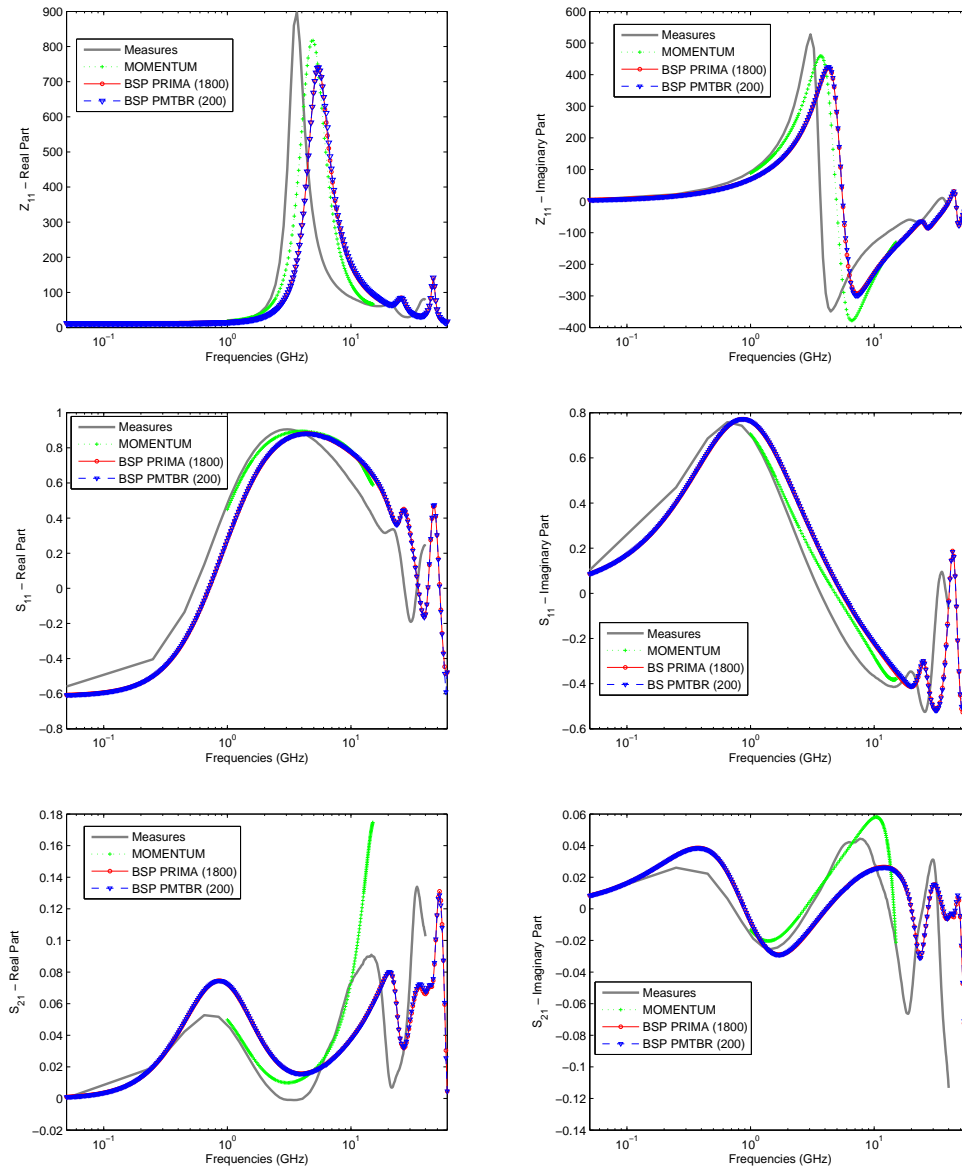 900
800
700
600
500
400
300
200
100
0
Z11 − Real Part
Measures
MOMENTUM
BSP PRIMA (1800)
BSP PMTBR (200)
10−1
100
101
Frequencies (GHz)
600
500
400
300
200
100
0
−100
−200
−300
−400
Z11 − Imaginary Part
Measures
MOMENTUM
BSP PRIMA (1800)
BSP PMTBR (200)
10−1
100
101
Frequencies (GHz)
1
0.8
0.6
0.4
0.2
0
−0.2
−0.4
−0.6
−0.8
S11 − Real Part
Measures
MOMENTUM
BSP PRIMA (1800)
BSP PMTBR (200)
10−1
100
101
Frequencies (GHz)
0.8
0.6
0.4
0.2
0
−0.2
−0.4
−0.6
S11 − Imaginary Part
Measures
MOMENTUM
BS PRIMA (1800)
BS PMTBR (200)
10−1
100
101
Frequencies (GHz)
0.18
0.16
0.14
0.12
0.1
0.08
0.06
0.04
0.02
0
−0.02
S21 − Real Part
Measures
MOMENTUM
BSP PRIMA (1800)
BSP PMTBR (200)
10−1
100
101
Frequencies (GHz)
0.06
0.04
0.02
0
−0.02
−0.04
−0.06
−0.08
−0.1
−0.12
−0.14
S21 − Imaginary Part
Measures
MOMENTUM
BSP PRIMA (1800)
BSP PMTBR (200)
10−1
100
101
Frequencies (GHz)